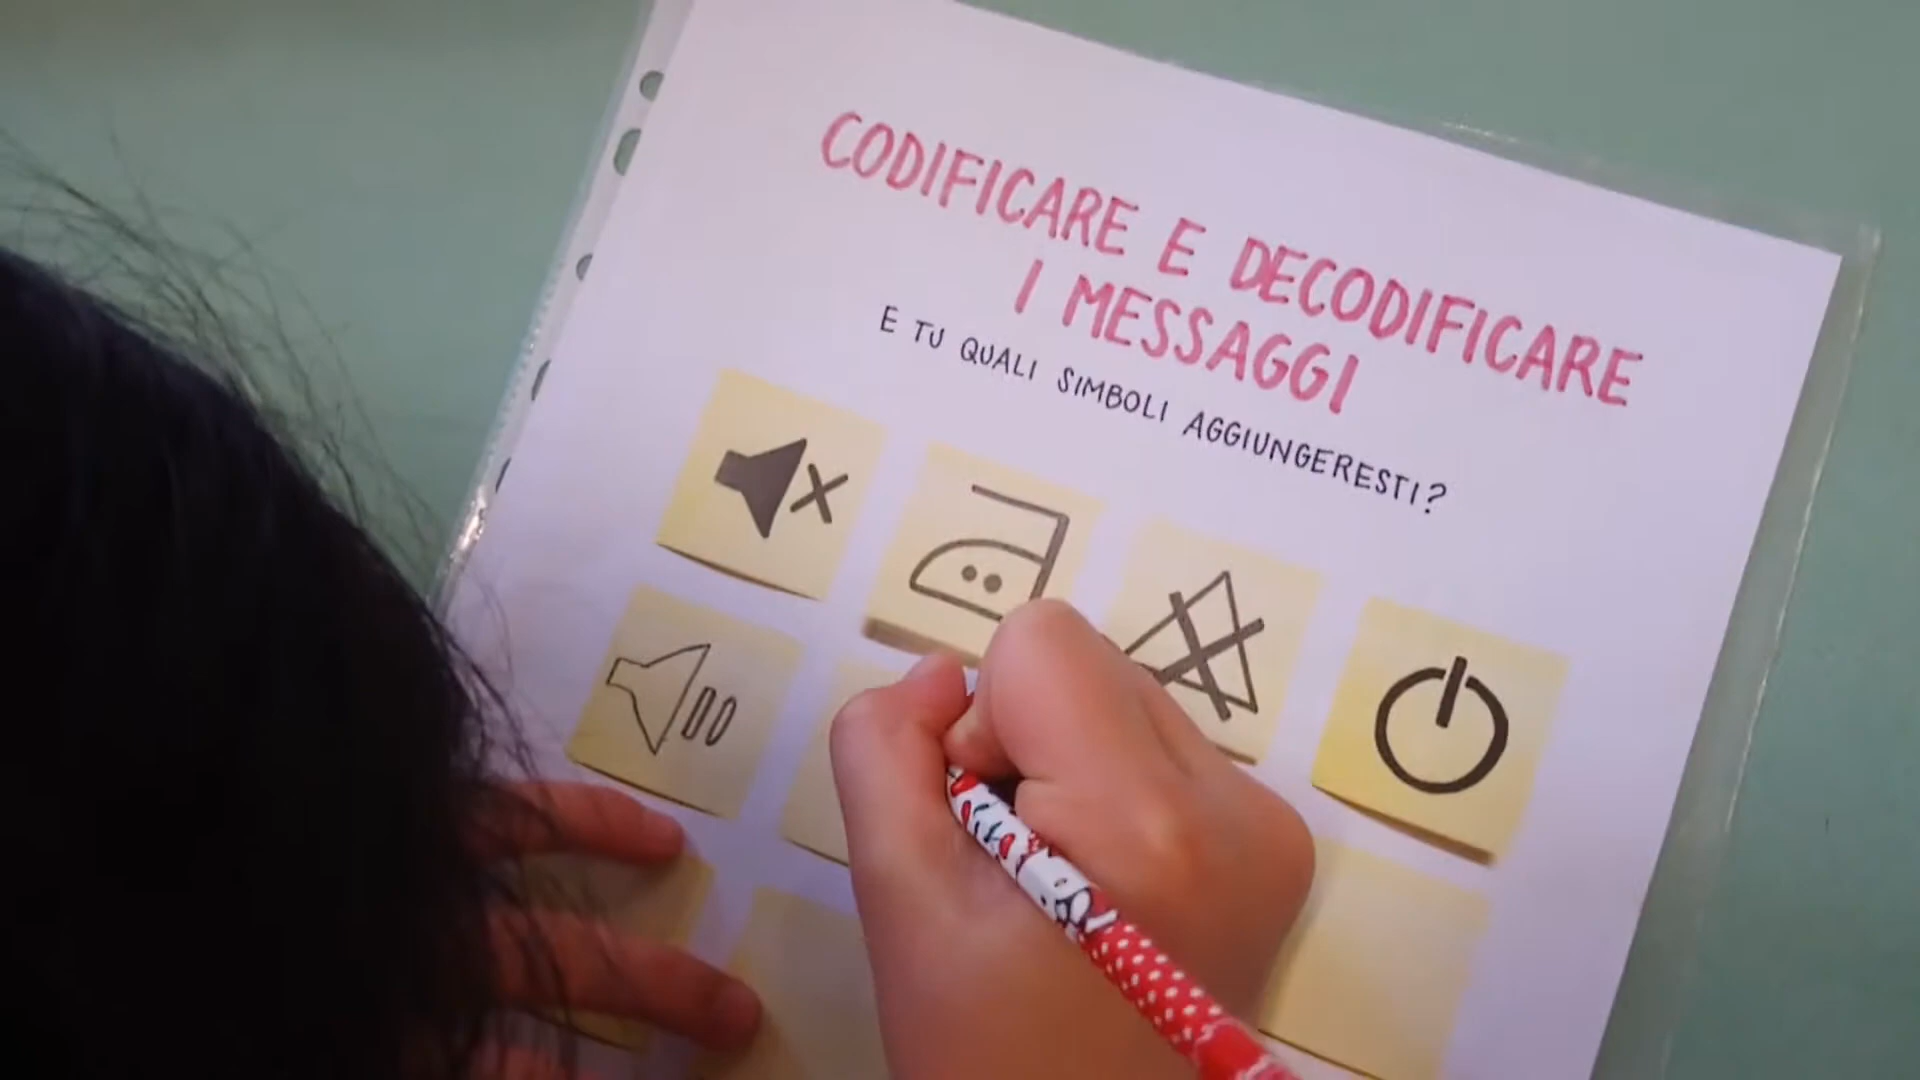 CODIFICARE E DECODIFICARE
I MESSAGGI
E TU QUALI SIMBOLI AGGIUNGERESTI?